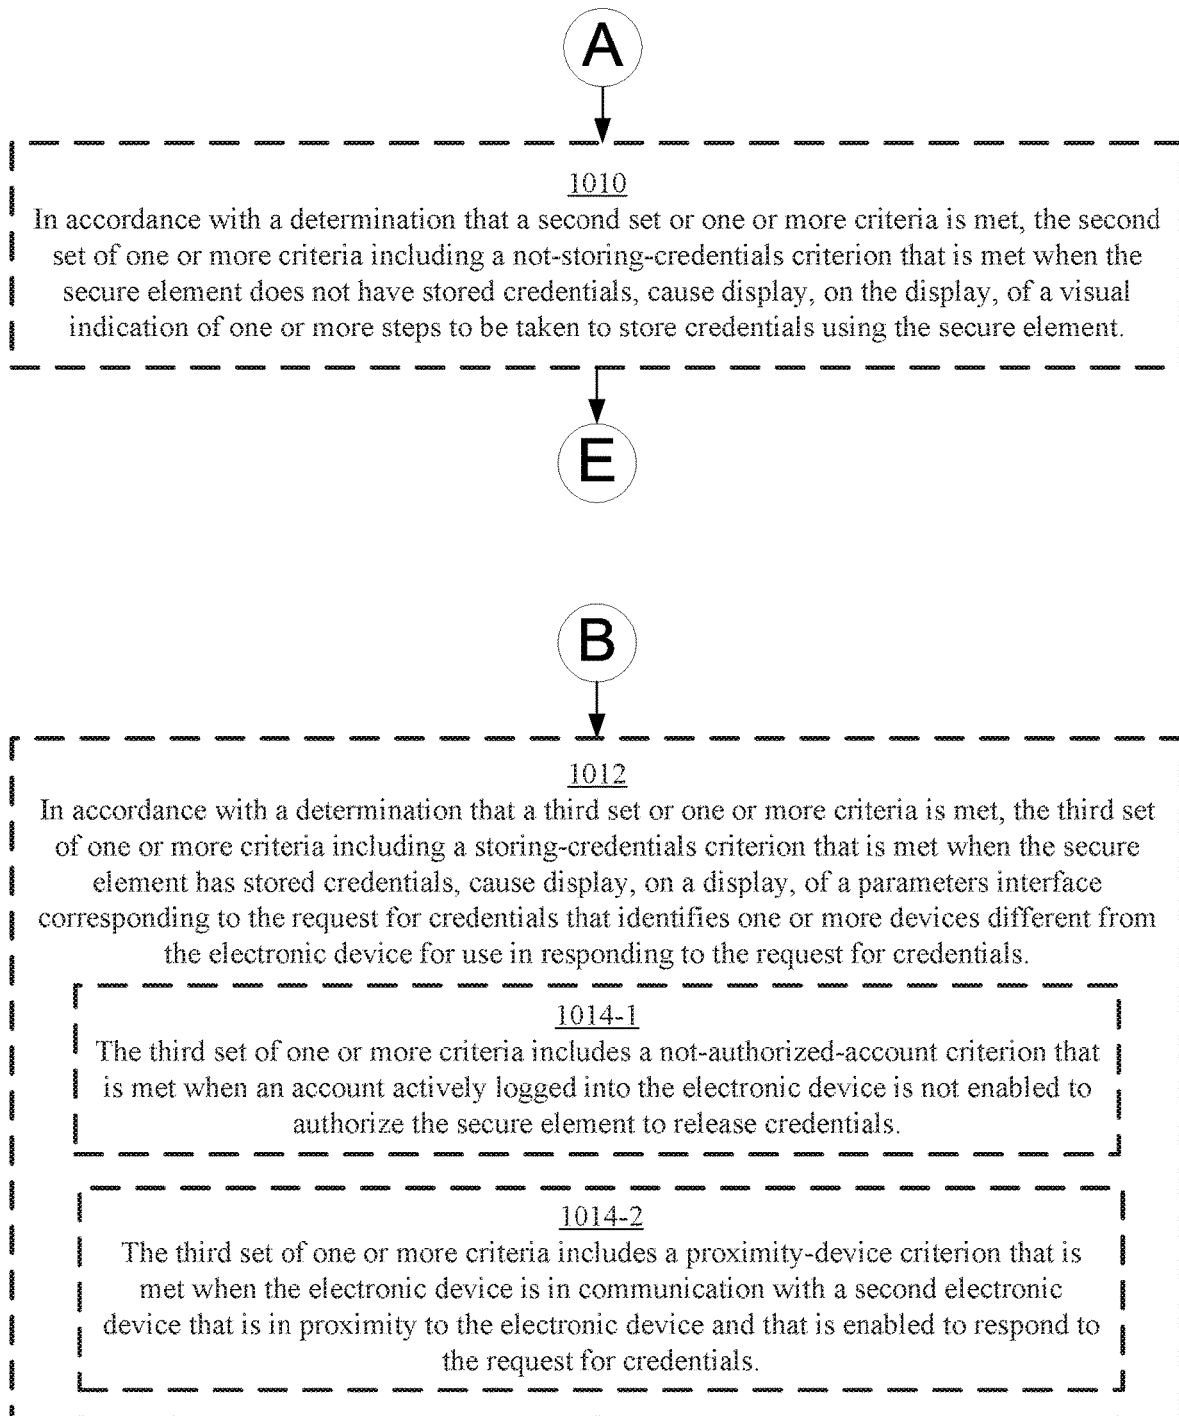 A
1010
In accordance with a determination that a second set or one or more criteria is met, the second
set of one or more criteria including a not-storing-credentials criterion that is met when the
secure element does not have stored credentials, cause display, on the display, of a visual
indication of one or more steps to be taken to store credentials using the secure element.
E
B
1012
In accordance with a determination that a third set or one or more criteria is met, the third set
of one or more criteria including a storing-credentials criterion that is met when the secure
element has stored credentials, cause display, on a display, of a parameters interface
corresponding to the request for credentials that identifies one or more devices different from
the electronic device for use in responding to the request for credentials.
1014-1
The third set of one or more criteria includes a not-authorized-account criterion that
is met when an account actively logged into the electronic device is not enabled to
authorize the secure element to release credentials.
1014-2
The third set of one or more criteria includes a proximity-device criterion that is
met when the electronic device is in communication with a second electronic
device that is in proximity to the electronic device and that is enabled to respond to
the request for credentials.